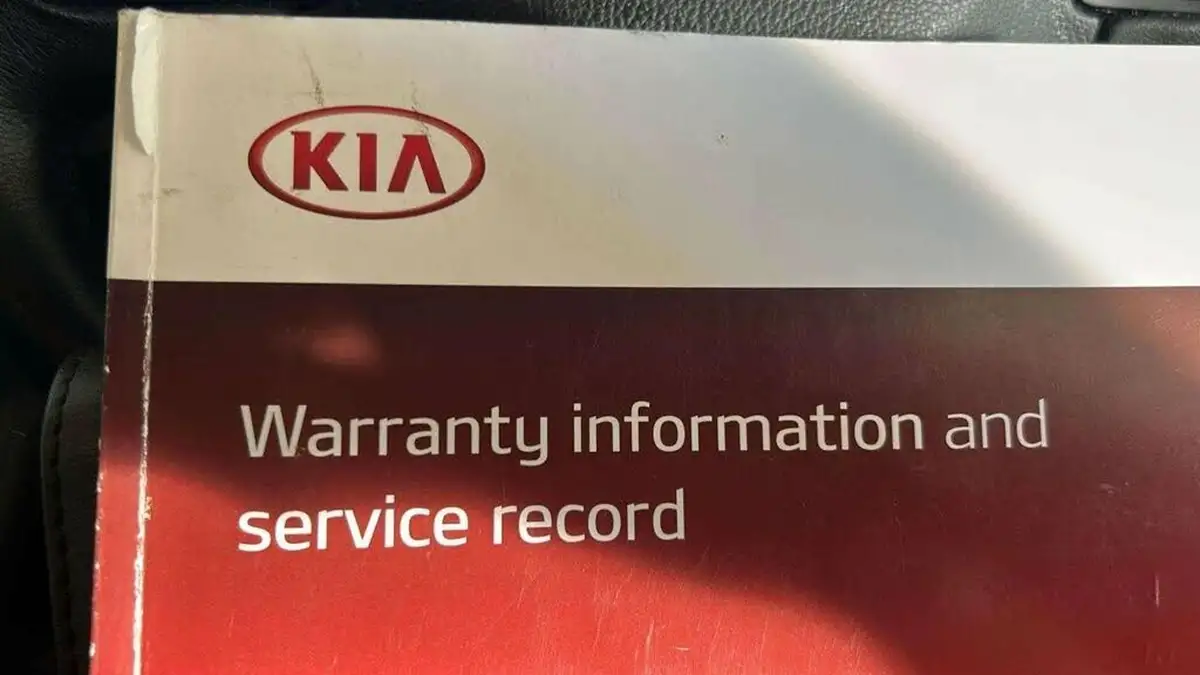 KIA
Warranty information and
service record